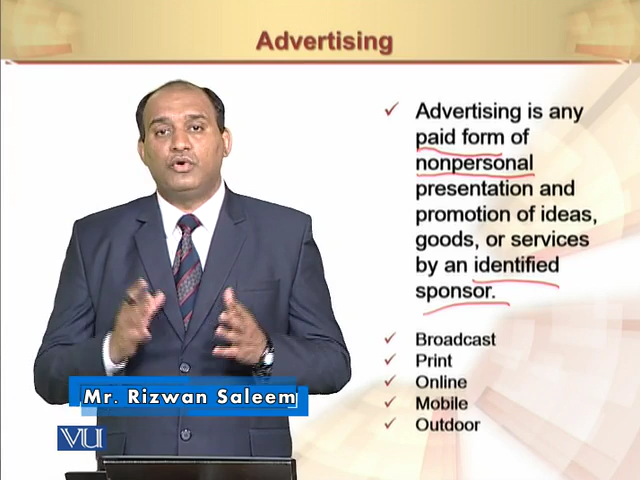 Advertising
Advertising is any
paid form of
nonpersonal
presentation and
promotion of ideas,
goods, or services
by an identified
sponsor.
Broadcast
Print
Online
Mobile
Outdoor
Mr. Rizwan Saleem
VU